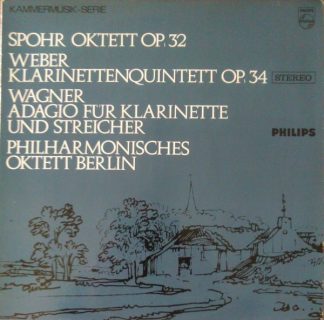 KAMMERMUSIK-SERIE
PHILIPS
SPOHR OKTETT OP. 32
WEBER
KLARINETTENQUINTETT OP. 34
STEREO
WAGNER
ADAGIO FÜR KLARINETTE
UND STREICHER
PHILIPS
PHILHARMONISCHES
OKTETT BERLIN